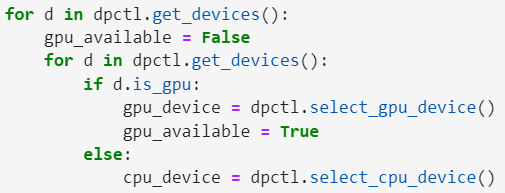 for d in dpctl.get_devices():
    gpu_available = False
    for d in dpctl.get_devices():
        if d.is_gpu:
            gpu_device = dpctl.select_gpu_device()
            gpu_available = True
        else:
            cpu_device = dpctl.select_cpu_device()